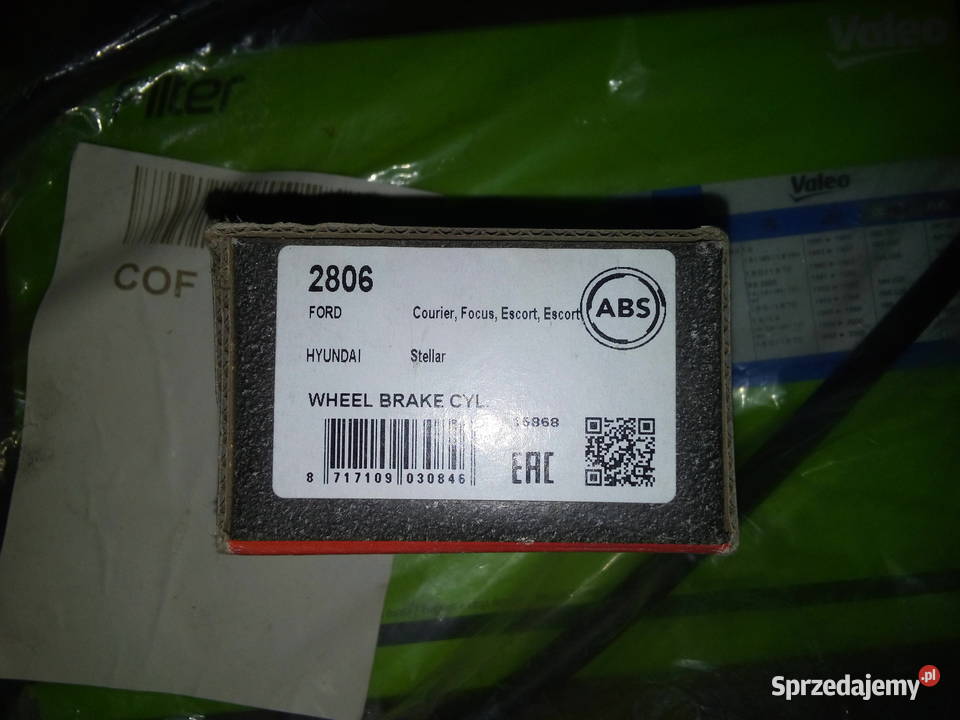 Valeo
filter
Valeo
COF
2806
FORD Courier, Focus, Escort, Escort
ABS
HYUNDAI Stellar
WHEEL BRAKE CYL.
15868
EAC
8 717109 030846
Sprzedajemy.pl